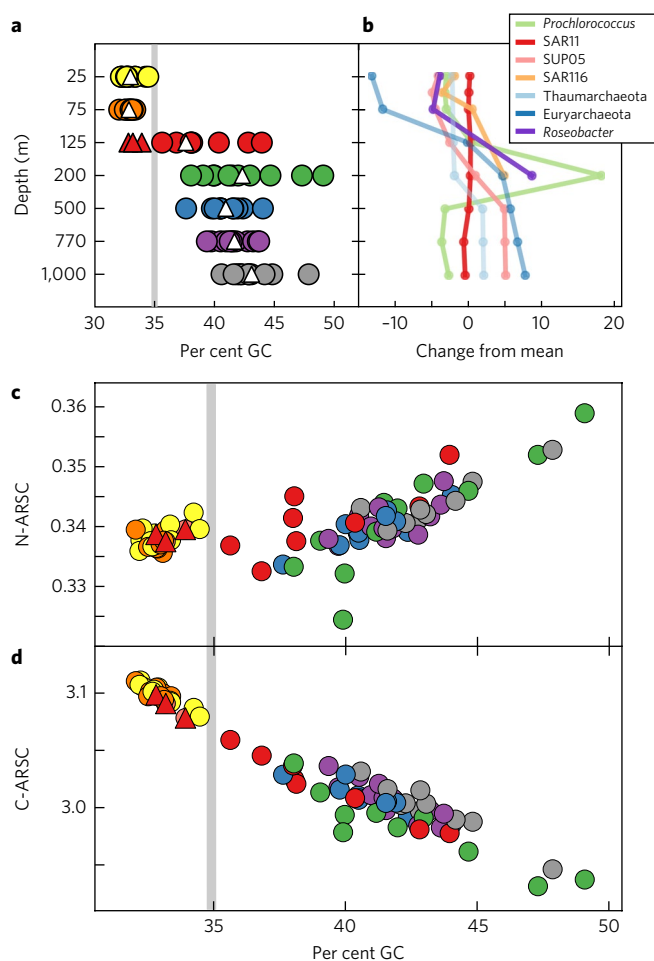 a
b
Prochlorococcus
SAR11
SUP05
SAR116
Thaumarchaeota
Euryarchaeota
Roseobacter
25
75
125
200
500
770
1,000
Depth (m)
30 35 40 45 50
Per cent GC
−10 0 10 20
Change from mean
c
0.36
0.35
0.34
0.33
N-ARSC
d
3.1
3.0
C-ARSC
35 40 45 50
Per cent GC